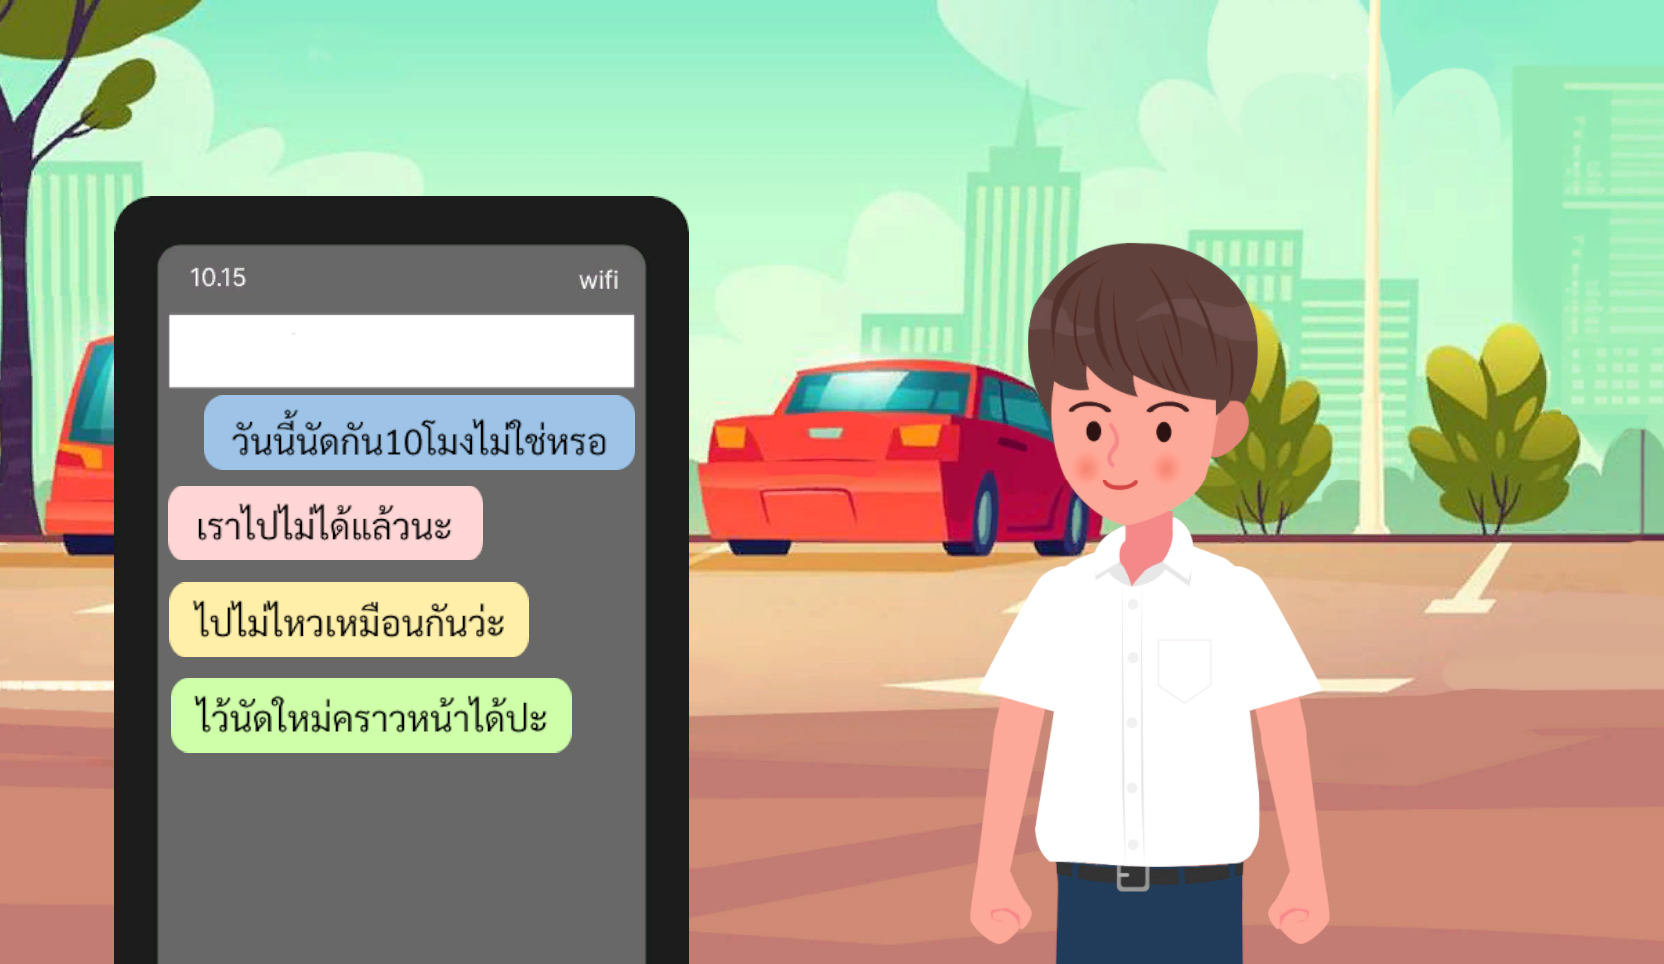 10.15
wifi
วันนี้นัดกัน10โมงไม่ใช่หรอ
เราไปไม่ได้แล้วนะ
ไปไม่ไหวเหมือนกันว่ะ
ไว้นัดใหม่คราวหน้าได้ปะ